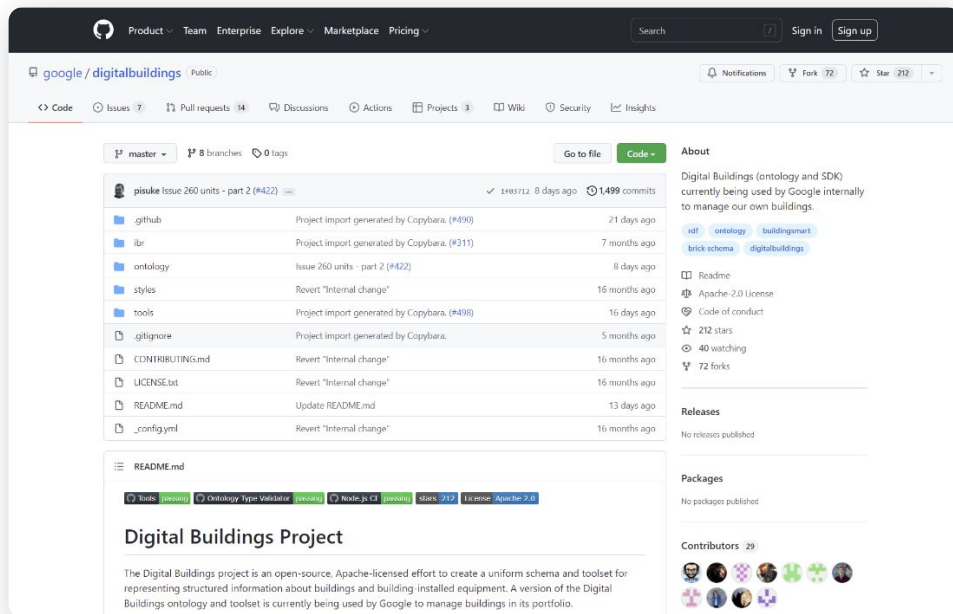 Product Team Enterprise Explore Marketplace Pricing Search / Sign in Sign up
google / digitalbuildings Public Notifications Fork 72 Star 212
Code Issues 7 Pull requests 14 Discussions Actions Projects 3 Wiki Security Insights
master 8 branches 0 tags Go to file Code
pisuke Issue 260 units - part 2 (#422) ... 8 days ago 1,499 commits
.github Project import generated by Copybara. (#490) 21 days ago
ibr Project import generated by Copybara. (#311) 7 months ago
ontology Issue 260 units - part 2 (#422) 8 days ago
styles Revert "Internal change" 16 months ago
tools Project import generated by Copybara. (#498) 16 days ago
.gitignore Project import generated by Copybara. 5 months ago
CONTRIBUTING.md Revert "Internal change" 16 months ago
LICENSE.txt Revert "Internal change" 16 months ago
README.md Update README.md 13 days ago
_config.yml Revert "Internal change" 16 months ago
README.md
Tools passing Ontology Type Validator passing Node.js CI passing stars 212 License Apache 2.0
Digital Buildings Project
The Digital Buildings project is an open-source, Apache-licensed effort to create a uniform schema and toolset for
representing structured information about buildings and building-installed equipment. A version of the Digital
Buildings ontology and toolset is currently being used by Google to manage buildings in its portfolio.
About
Digital Buildings (ontology and SDK)
currently being used by Google internally
to manage our own buildings.
rdf ontology buildingsmart
brick-schema digitalbuildings
Readme
Apache-2.0 License
Code of conduct
212 stars
40 watching
72 forks
Releases
No releases published
Packages
No packages published
Contributors 29